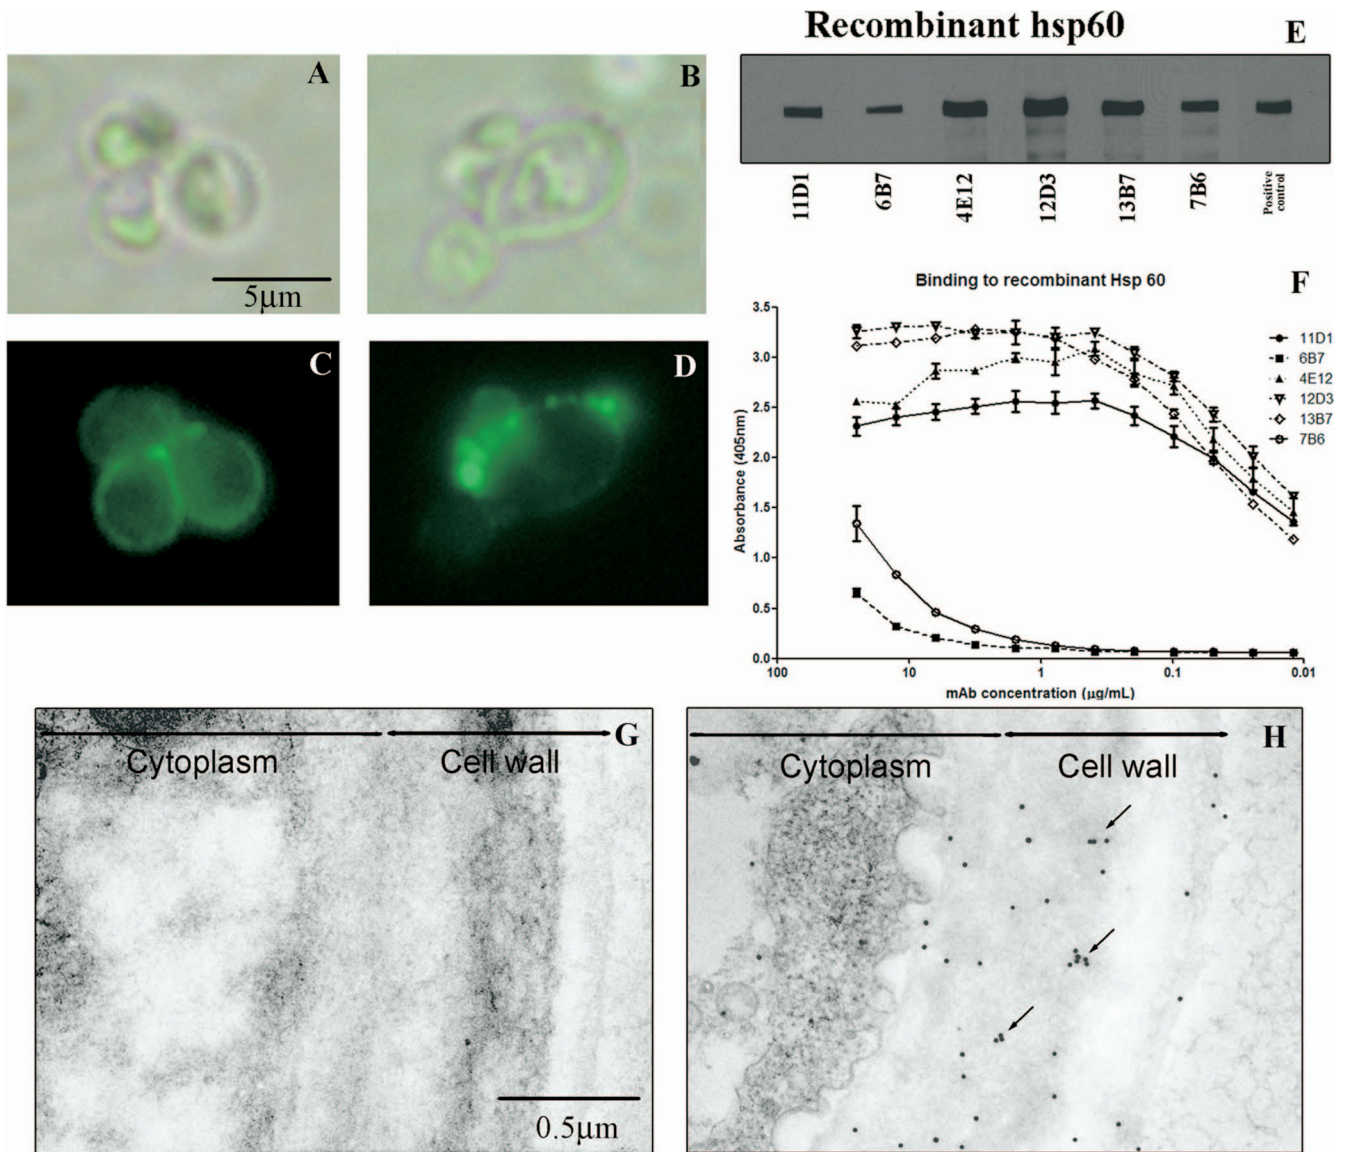 Recombinant hsp60
E
A
B
5µm
11D1
6B7
4E12
12D3
13B7
7B6
Positive control
C
D
Binding to recombinant Hsp 60
F
3.5
3.0
2.5
2.0
1.5
1.0
0.5
0.0
Absorbance (405nm)
100
10
1
0.1
0.01
mAb concentration (µg/mL)
11D1
6B7
4E12
12D3
13B7
7B6
G
Cytoplasm
Cell wall
0.5µm
H
Cytoplasm
Cell wall